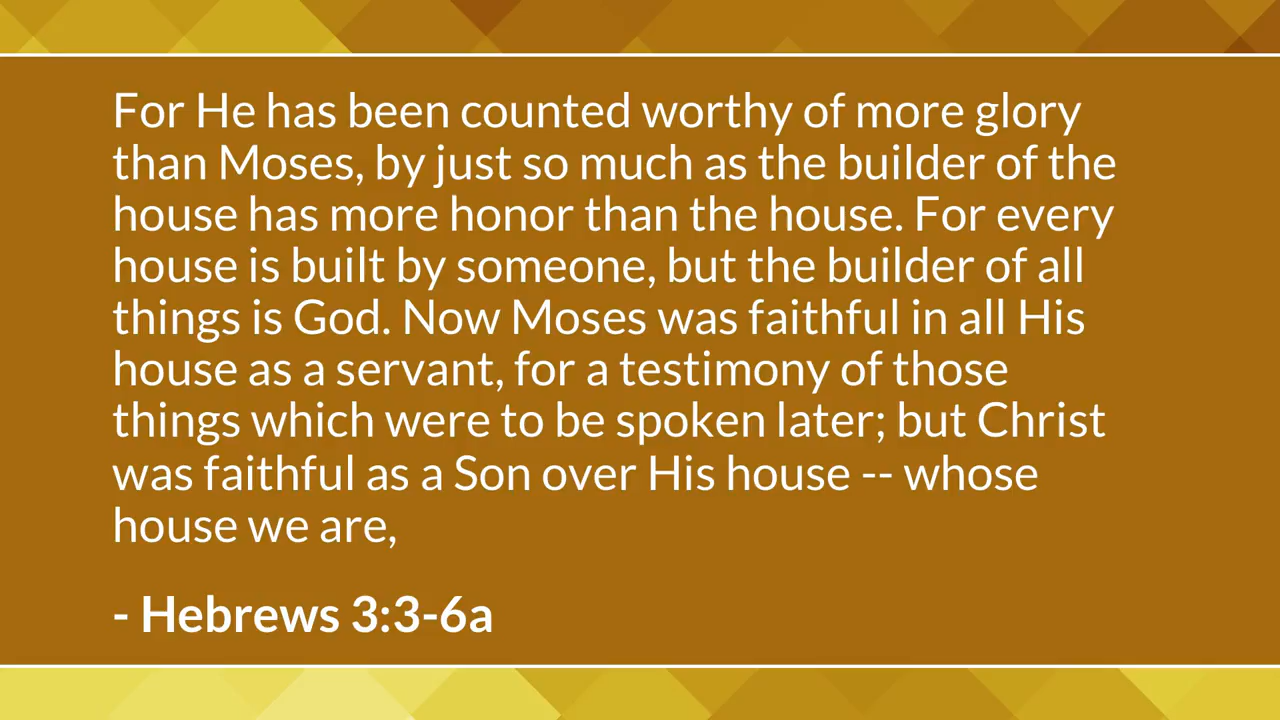 For He has been counted worthy of more glory
than Moses, by just so much as the builder of the
house has more honor than the house. For every
house is built by someone, but the builder of all
things is God. Now Moses was faithful in all His
house as a servant, for a testimony of those
things which were to be spoken later; but Christ
was faithful as a Son over His house -- whose
house we are,
- Hebrews 3:3-6a